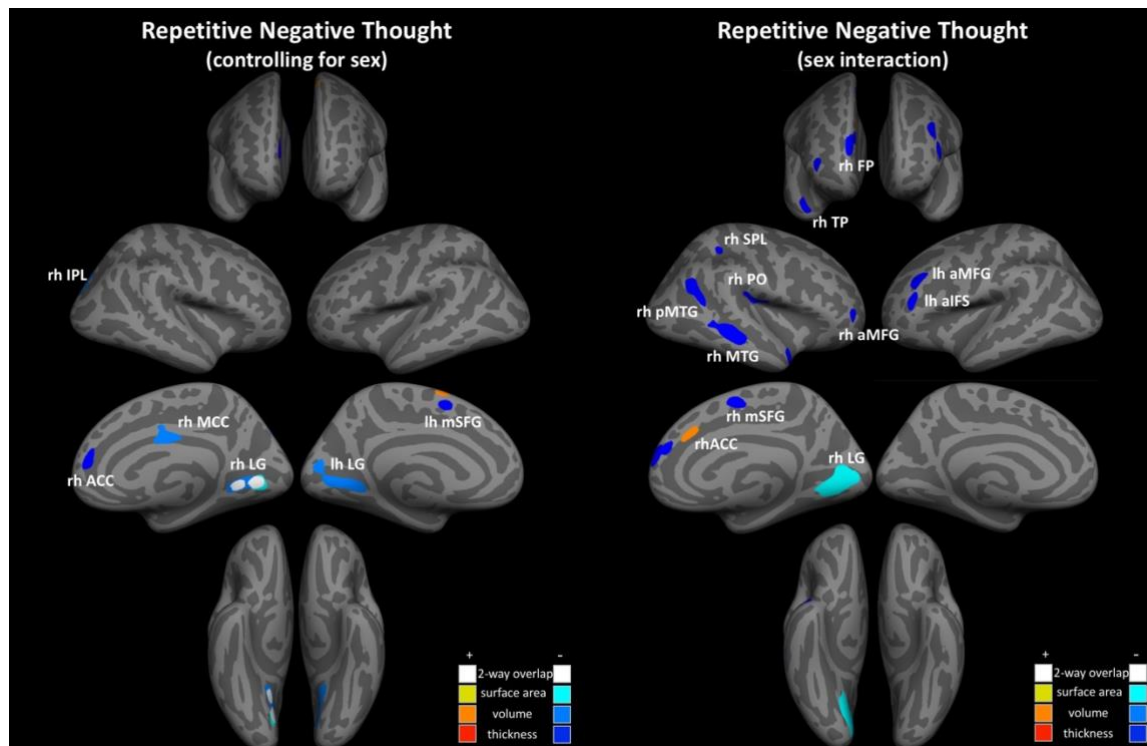 Repetitive Negative Thought
(controlling for sex)
rh IPL
rh MCC
rh ACC
rh LG
lh LG
lh mSFG
+ -
2-way overlap
surface area
volume
thickness
Repetitive Negative Thought
(sex interaction)
rh FP
rh TP
rh SPL
rh PO
rh pMTG
rh MTG
rh aMFG
lh aMFG
lh aIFS
rh mSFG
rhACC
rh LG
+ -
2-way overlap
surface area
volume
thickness